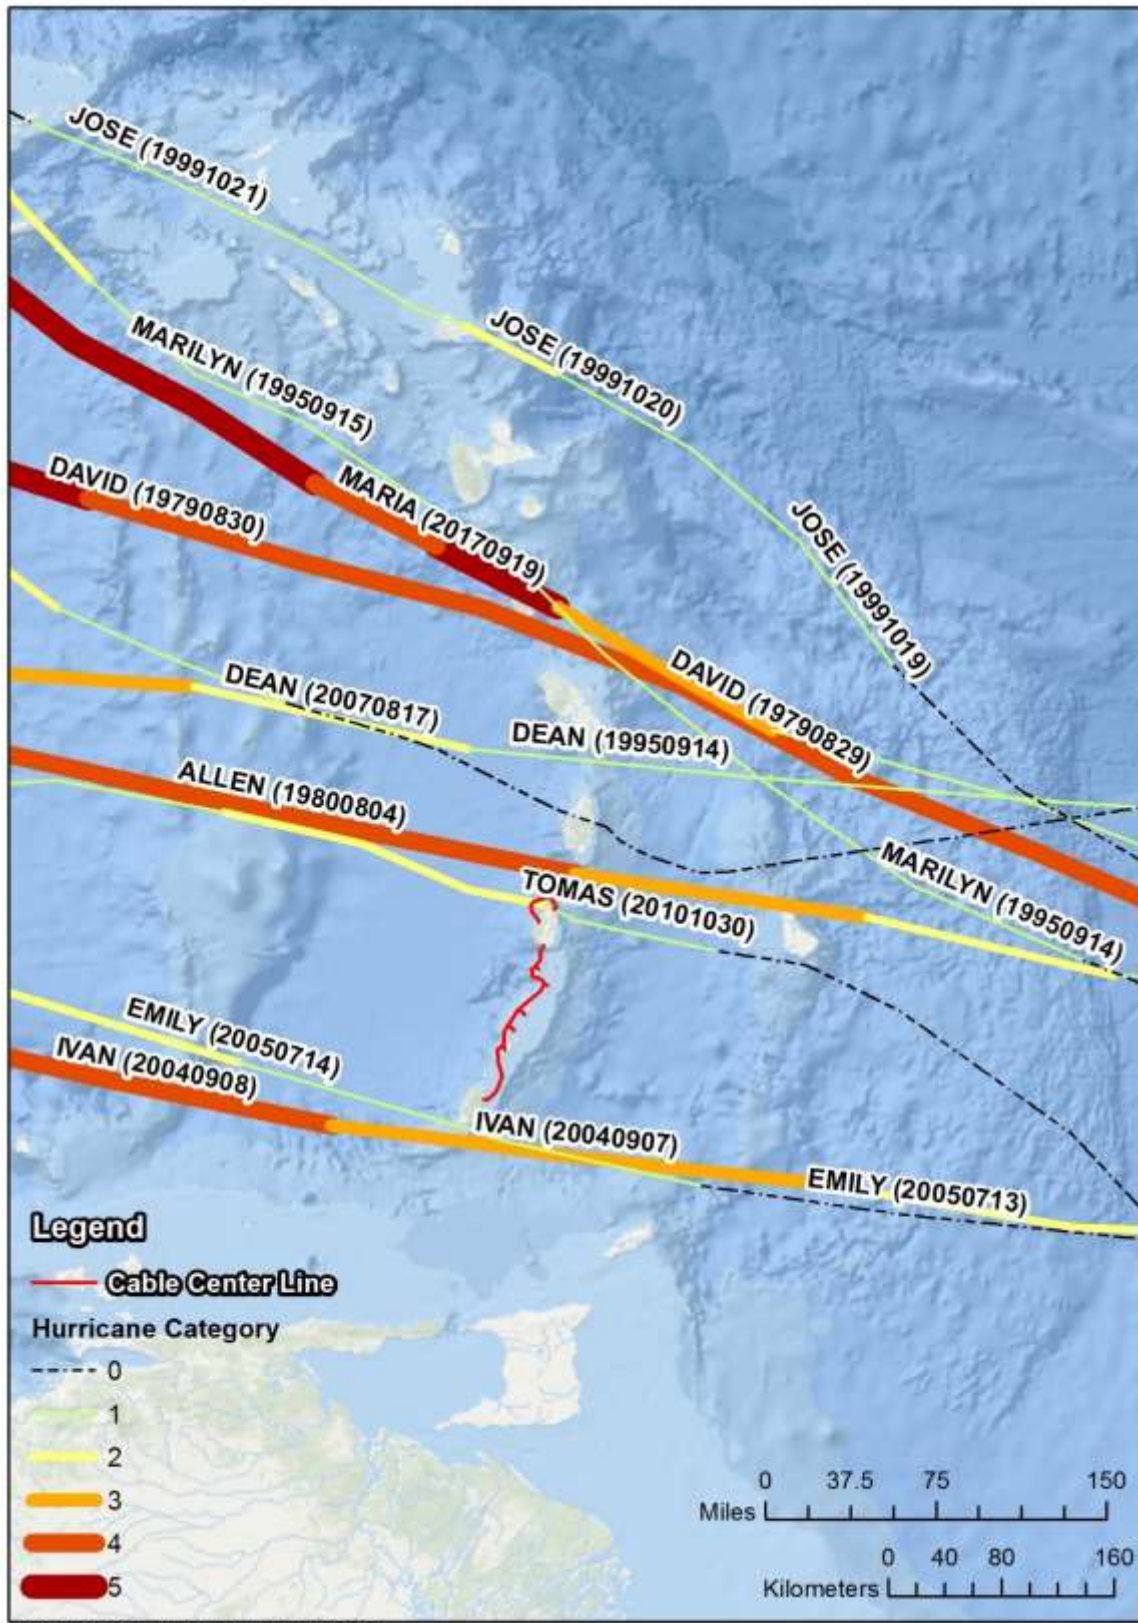 JOSE (19991021)
JOSE (19991020)
MARILYN (19950915)
DAVID (19790830)
MARIA (20170919)
JOSE (19991019)
DEAN (20070817)
DAVID (19790829)
DEAN (19950914)
ALLEN (19800804)
TOMAS (20101030)
MARILYN (19950914)
EMILY (20050714)
IVAN (20040908)
IVAN (20040907)
EMILY (20050713)
Legend
Cable Center Line
Hurricane Category
0
1
2
3
4
5
0 37.5 75 150
Miles
0 40 80 160
Kilometers